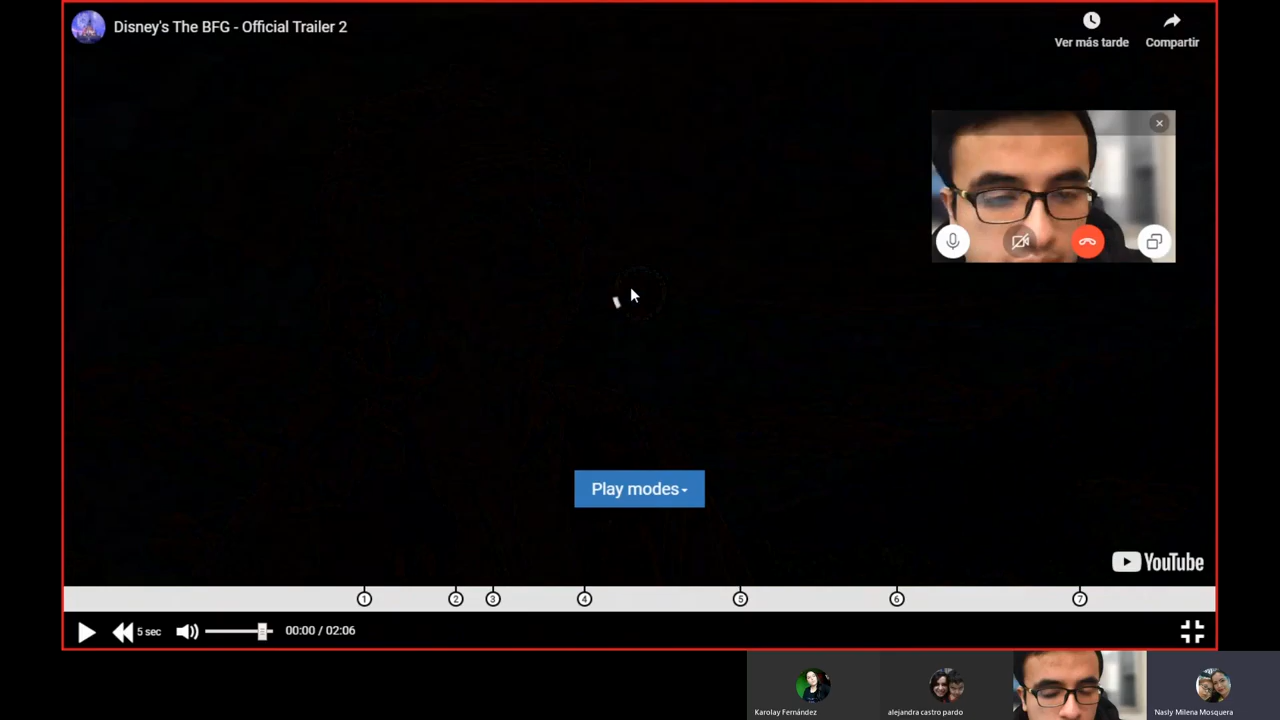 Disney's The BFG - Official Trailer 2
Ver más tarde
Compartir
Play modes
YouTube
1 2 3 4 5 6 7
5 sec
00:00 / 02:06
Karolay Fernández
alejandra castro pardo
Nasly Milena Mosquera